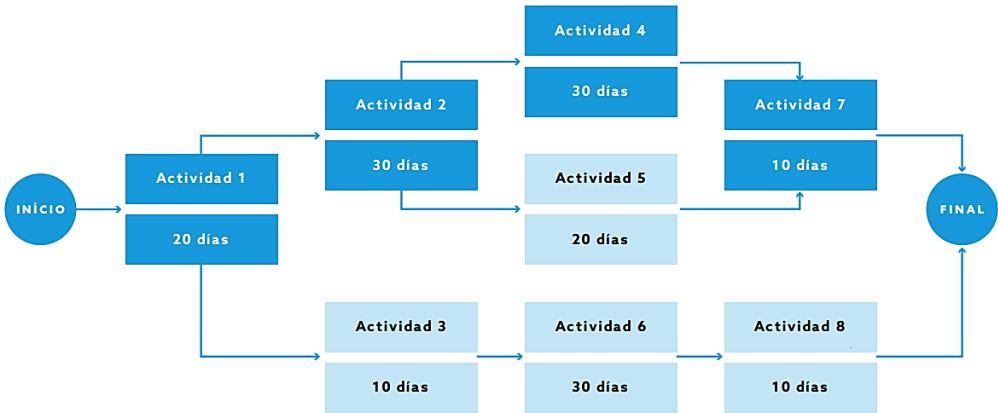 Actividad 4
30 días
Actividad 2
30 días
Actividad 7
10 días
Actividad 1
20 días
Actividad 5
20 días
INÍCIO
FINAL
Actividad 3
10 días
Actividad 6
30 días
Actividad 8
10 días